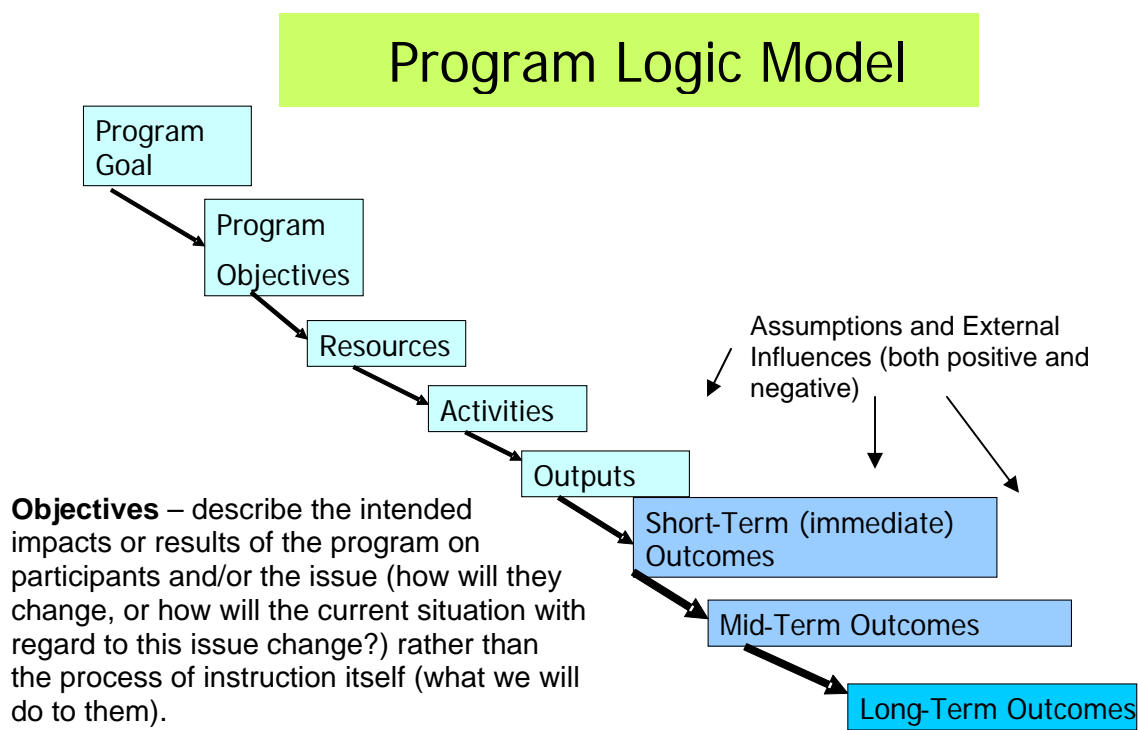 Program Logic Model
Program
Goal
Program
Objectives
Resources
Activities
Outputs
Short-Term (immediate)
Outcomes
Mid-Term Outcomes
Long-Term Outcomes
Assumptions and External
Influences (both positive and
negative)
Objectives – describe the intended
impacts or results of the program on
participants and/or the issue (how will they
change, or how will the current situation with
regard to this issue change?) rather than
the process of instruction itself (what we will
do to them).